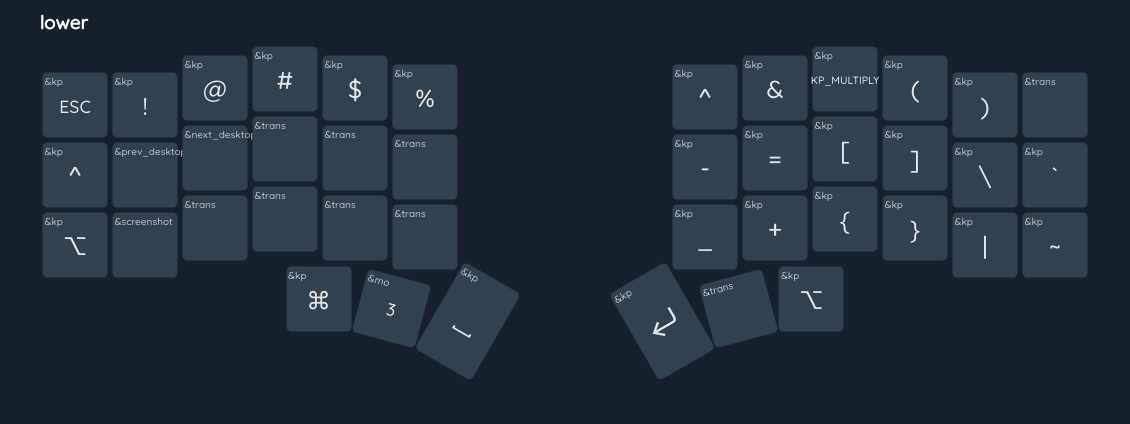 lower
&kp ESC &kp ! &kp @ &kp # &kp $ &kp % &kp ^ &kp & &kp KP_MULTIPLY &kp ( &kp ) &trans
&kp ^ &prev_desktop &next_desktop &trans &trans &trans &kp - &kp = &kp [ &kp ] &kp \ &kp `
&kp ⌥ &screenshot &trans &trans &trans &trans &kp _ &kp + &kp { &kp } &kp | &kp ~
&kp ⌘ &mo 3 &kp ⎵ &kp ↵ &trans &kp ⌥